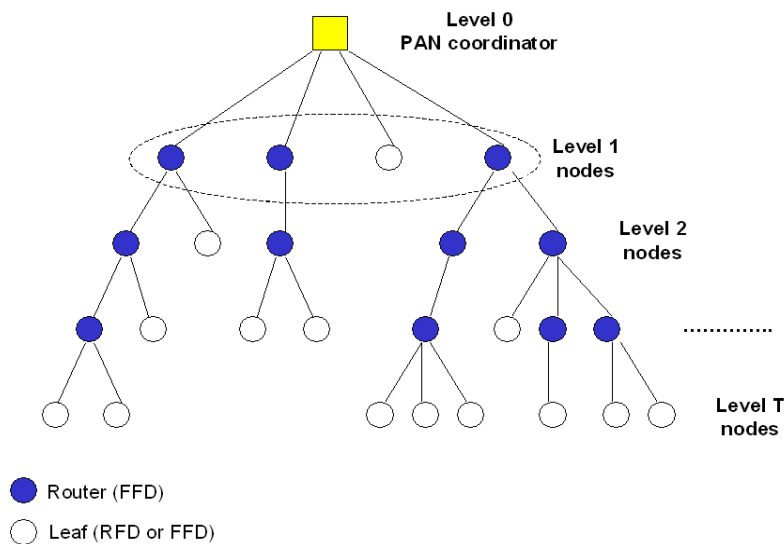 Level 0
PAN coordinator
Level 1
nodes
Level 2
nodes
Level T
nodes
Router (FFD)
Leaf (RFD or FFD)